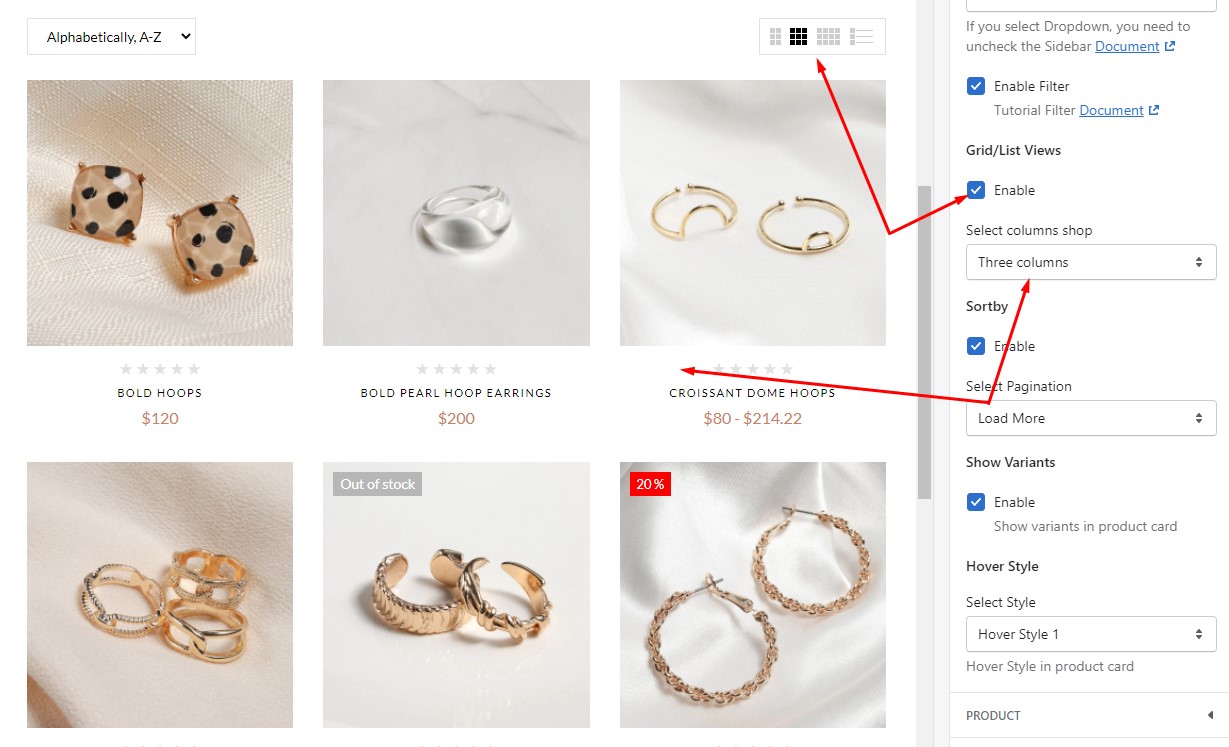 Alphabetically, A-Z
BOLD HOOPS
$120
BOLD PEARL HOOP EARRINGS
$200
CROISSANT DOME HOOPS
$80 - $214.22
Out of stock
20%
If you select Dropdown, you need to
uncheck the Sidebar Document
Enable Filter
Tutorial Filter Document
Grid/List Views
Enable
Select columns shop
Three columns
Sortby
Enable
Select Pagination
Load More
Show Variants
Enable
Show variants in product card
Hover Style
Select Style
Hover Style 1
Hover Style in product card
PRODUCT